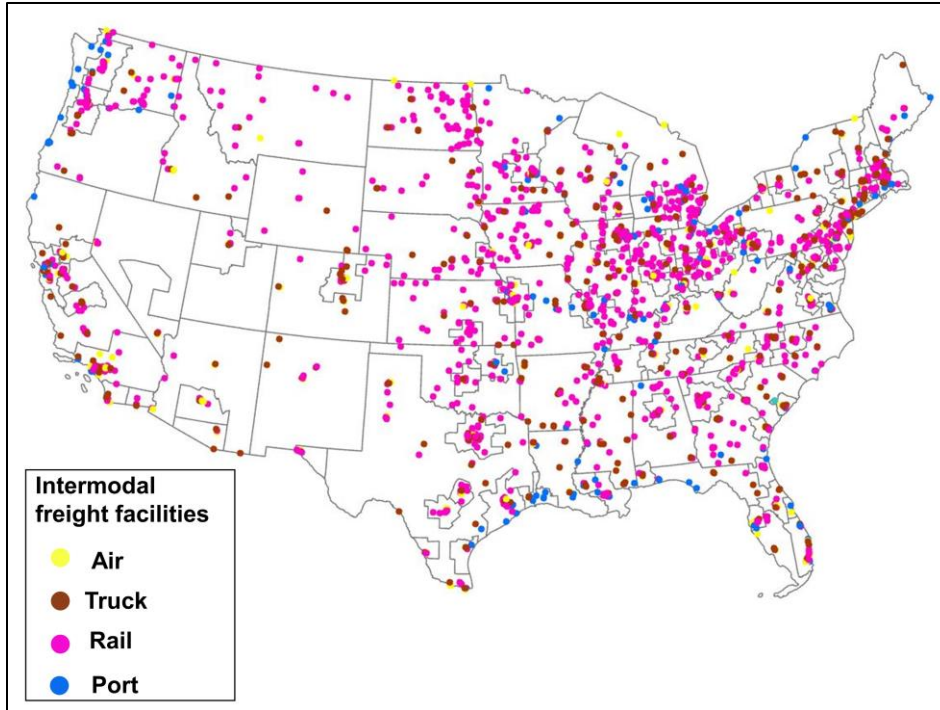 Intermodal
freight facilities
Air
Truck
Rail
Port